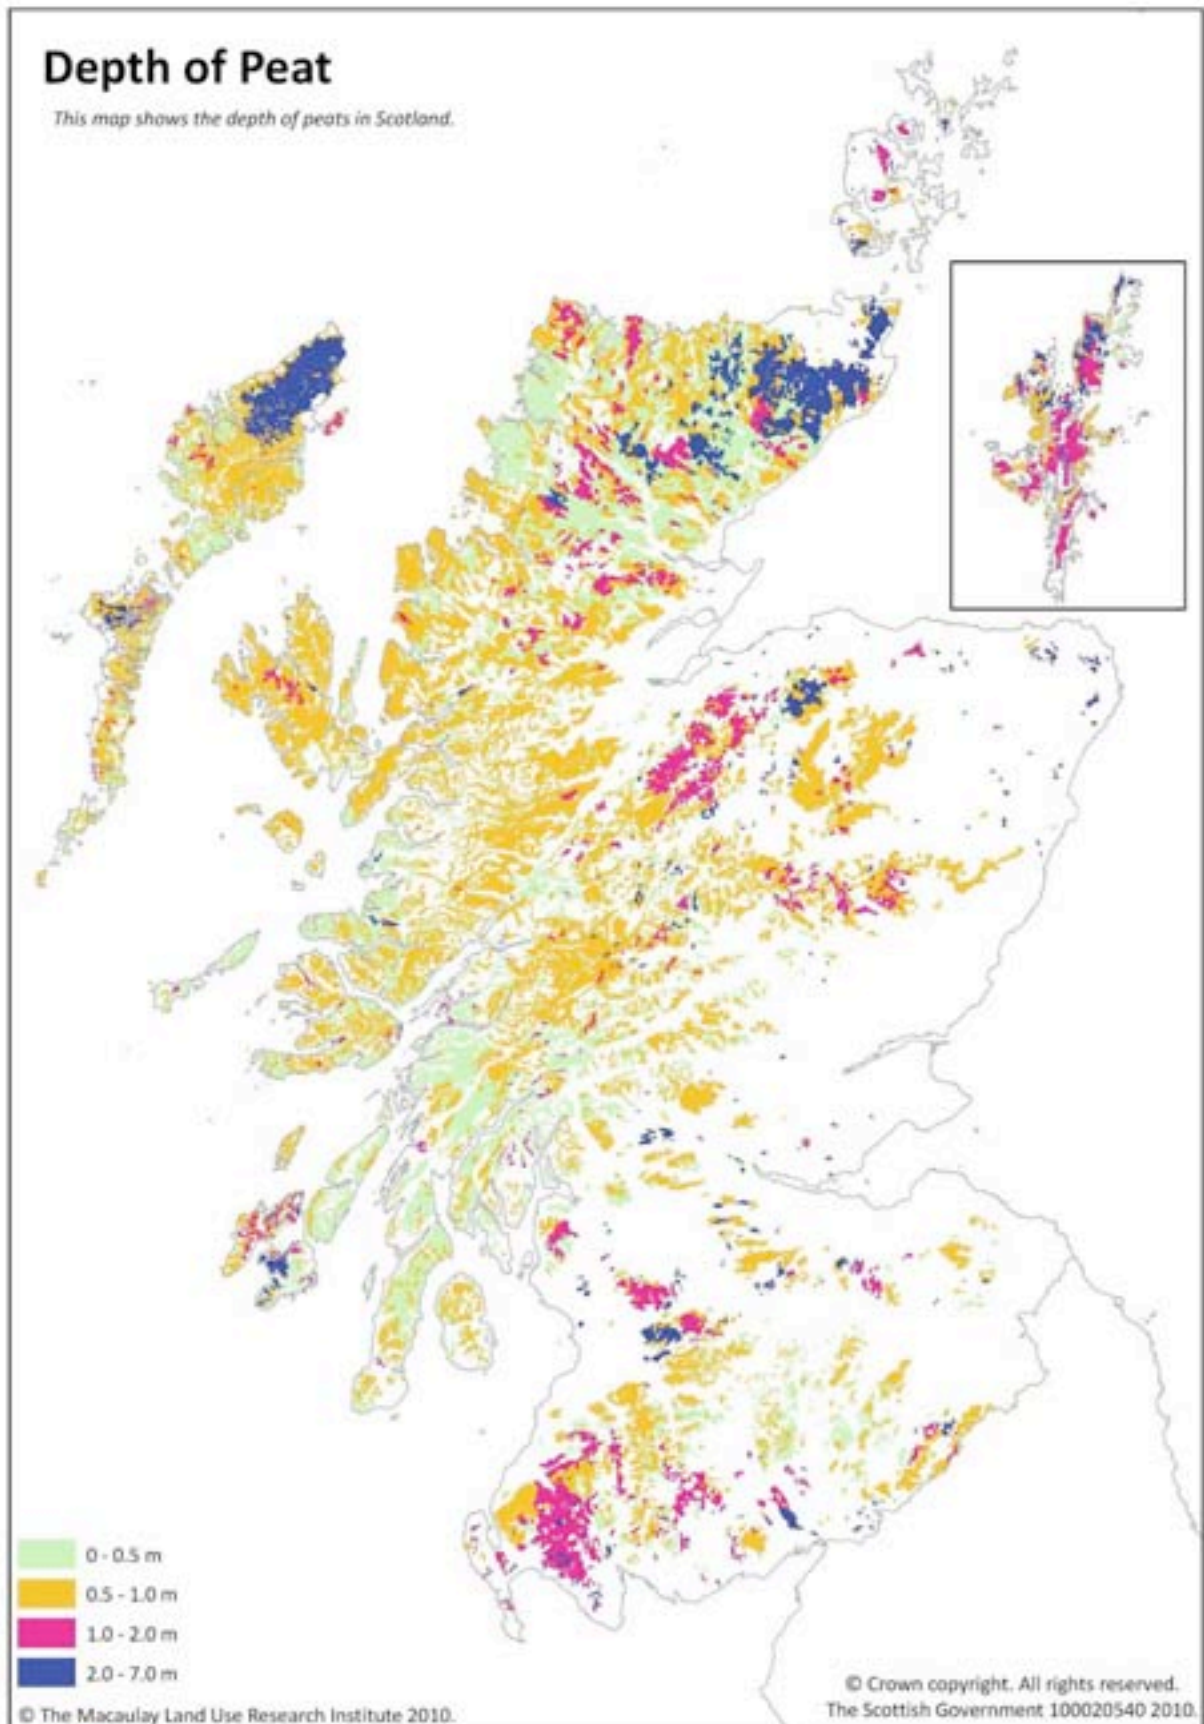 Depth of Peat
This map shows the depth of peats in Scotland.
0 - 0.5 m
0.5 - 1.0 m
1.0 - 2.0 m
2.0 - 7.0 m
© The Macaulay Land Use Research Institute 2010.
© Crown copyright. All rights reserved.
The Scottish Government 100020540 2010.